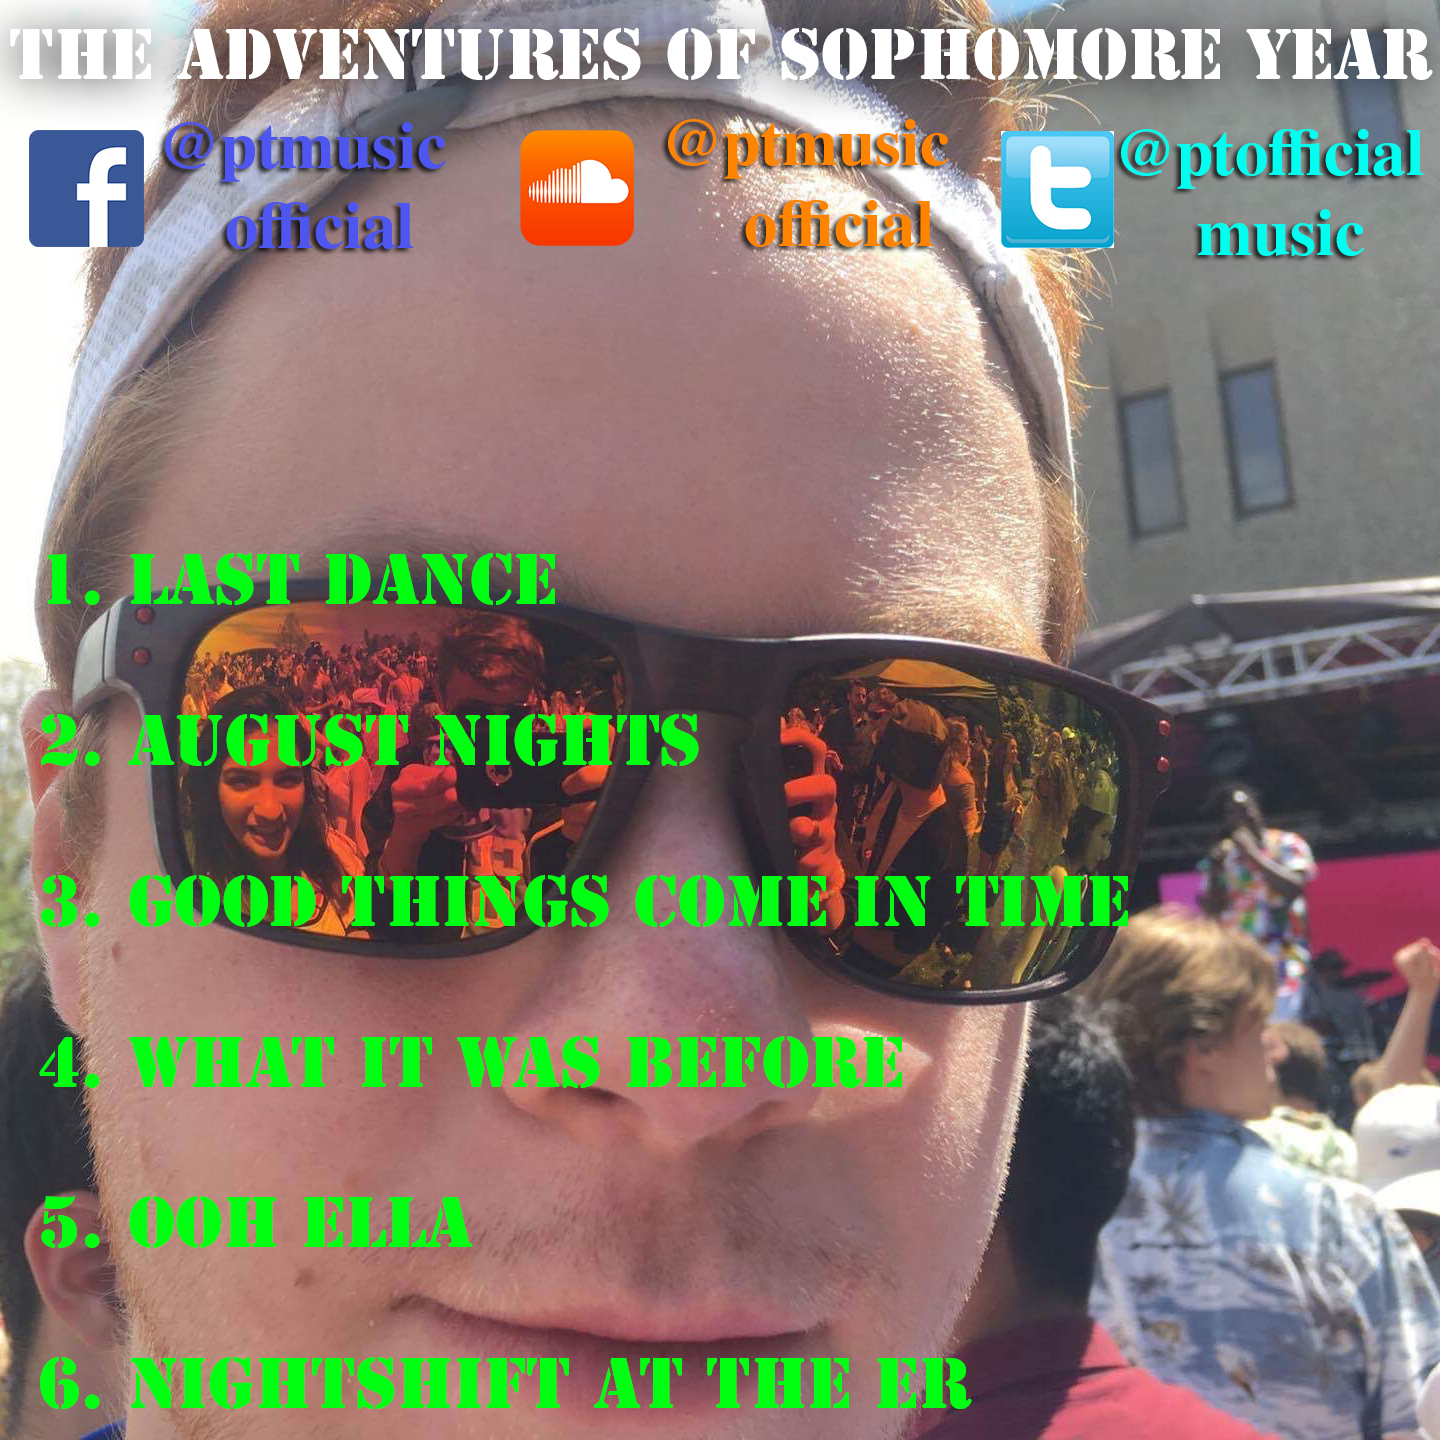 THE ADVENTURES OF SOPHOMORE YEAR
@ptmusic
official
@ptmusic
official
@ptofficial
music
1. LAST DANCE
2. AUGUST NIGHTS
3. GOOD THINGS COME IN TIME
4. WHAT IT WAS BEFORE
5. OOH ELLA
6. NIGHTSHIFT AT THE ER